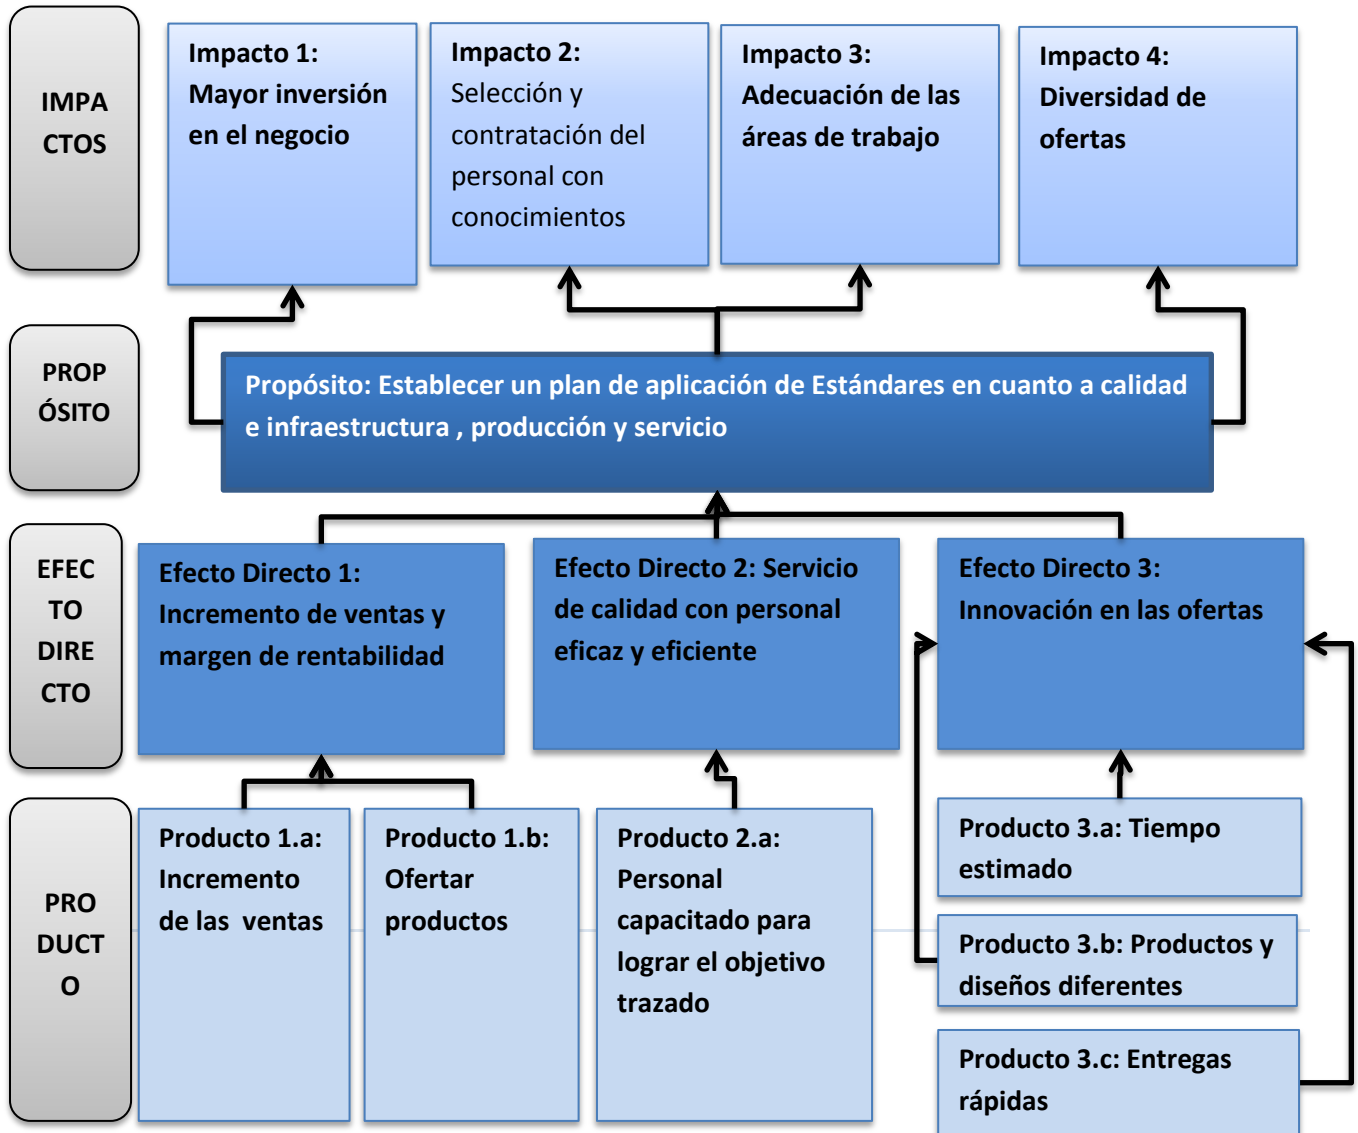 IMPA
CTOS
Impacto 1:
Mayor inversión
en el negocio
Impacto 2:
Selección y
contratación del
personal con
conocimientos
Impacto 3:
Adecuación de las
áreas de trabajo
Impacto 4:
Diversidad de
ofertas
PROP
ÓSITO
Propósito: Establecer un plan de aplicación de Estándares en cuanto a calidad
e infraestructura , producción y servicio
EFEC
TO
DIRE
CTO
Efecto Directo 1:
Incremento de ventas y
margen de rentabilidad
Efecto Directo 2: Servicio
de calidad con personal
eficaz y eficiente
Efecto Directo 3:
Innovación en las ofertas
PRO
DUCT
O
Producto 1.a:
Incremento
de las  ventas
Producto 1.b:
Ofertar
productos
Producto 2.a:
Personal
capacitado para
lograr el objetivo
trazado
Producto 3.a: Tiempo
estimado
Producto 3.b: Productos y
diseños diferentes
Producto 3.c: Entregas
rápidas